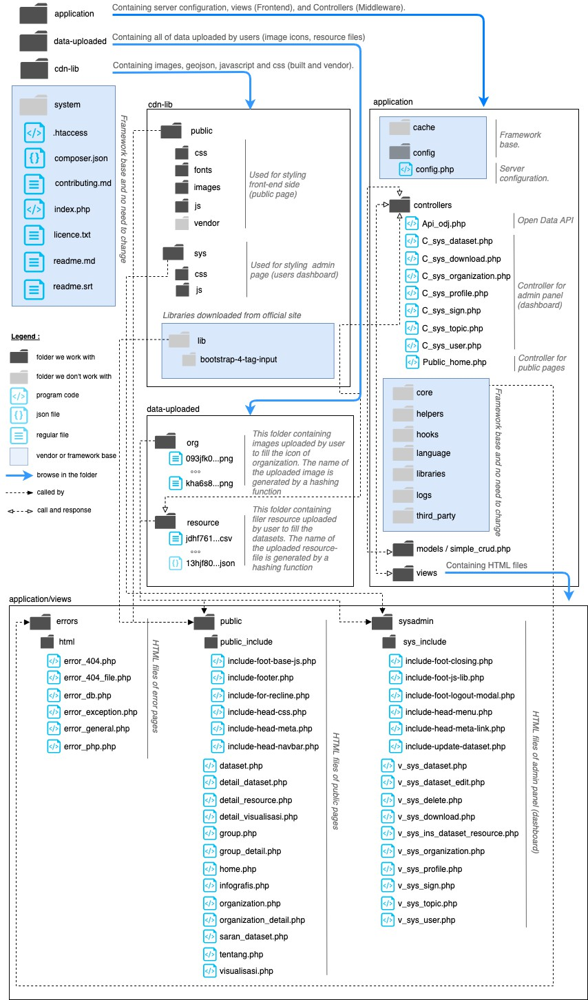 application
Containing server configuration, views (Frontend), and Controllers (Middleware).
data-uploaded
Containing all of data uploaded by users (image icons, resource files)
cdn-lib
Containing images, geojson, javascript and css (built and vendor).
system
.htaccess
composer.json
contributing.md
index.php
licence.txt
readme.md
readme.srt
Framework base and no need to change
Legend :
folder we work with
folder we don't work with
program code
json file
regular file
vendor or framework base
browse in the folder
called by
call and response
cdn-lib
public
css
fonts
images
js
vendor
Used for styling
front-end side
(public page)
sys
css
js
Used for styling admin
page (users dashboard)
Libraries downloaded from official site
lib
bootstrap-4-tag-input
data-uploaded
org
093jfk0...png
°°°
kha6s8...png
This folder containing
images uploaded by user
to fill the icon of
organization. The name of
the uploaded image is
generated by a hashing
function
resource
jdhf761...csv
°°°
13hjf80...json
This folder containing
filer resource uploaded
by user to fill the
datasets. The name of
the uploaded resource-
file is generated by a
hashing function
application
cache
config
config.php
Framework
base.
Server
configuration.
controllers
Api_odj.php
Open Data API
C_sys_dataset.php
C_sys_download.php
C_sys_organization.php
C_sys_profile.php
C_sys_sign.php
C_sys_topic.php
C_sys_user.php
Controller for
admin panel
(dashboard)
Public_home.php
Controller for
public pages
core
helpers
hooks
language
libraries
logs
third_party
Framework base and no need to change
models / simple_crud.php
views
Containing HTML files
application/views
errors
html
error_404.php
error_404_file.php
error_db.php
error_exception.php
error_general.php
error_php.php
HTML files of error pages
public
public_include
include-foot-base-js.php
include-footer.php
include-for-recline.php
include-head-css.php
include-head-meta.php
include-head-navbar.php
dataset.php
detail_dataset.php
detail_resource.php
detail_visualisasi.php
group.php
group_detail.php
home.php
infografis.php
organization.php
organization_detail.php
saran_dataset.php
tentang.php
visualisasi.php
HTML files of public pages
sysadmin
sys_include
include-foot-closing.php
include-foot-js-lib.php
include-foot-logout-modal.php
include-head-menu.php
include-head-meta-link.php
include-update-dataset.php
v_sys_dataset.php
v_sys_dataset_edit.php
v_sys_delete.php
v_sys_download.php
v_sys_ins_dataset_resource.php
v_sys_organization.php
v_sys_profile.php
v_sys_sign.php
v_sys_topic.php
v_sys_user.php
HTML files of admin panel (dashboard)